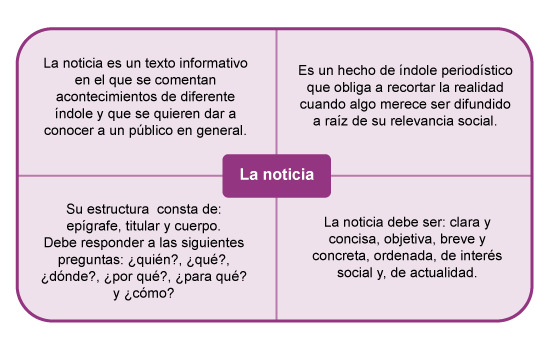 La noticia es un texto informativo
en el que se comentan
acontecimientos de diferente
índole y que se quieren dar a
conocer a un público en general.
Es un hecho de índole periodístico
que obliga a recortar la realidad
cuando algo merece ser difundido
a raíz de su relevancia social.
La noticia
Su estructura consta de:
epígrafe, titular y cuerpo.
Debe responder a las siguientes
preguntas: ¿quién?, ¿qué?,
¿dónde?, ¿por qué?, ¿para qué?
y ¿cómo?
La noticia debe ser: clara y
concisa, objetiva, breve y
concreta, ordenada, de interés
social y, de actualidad.